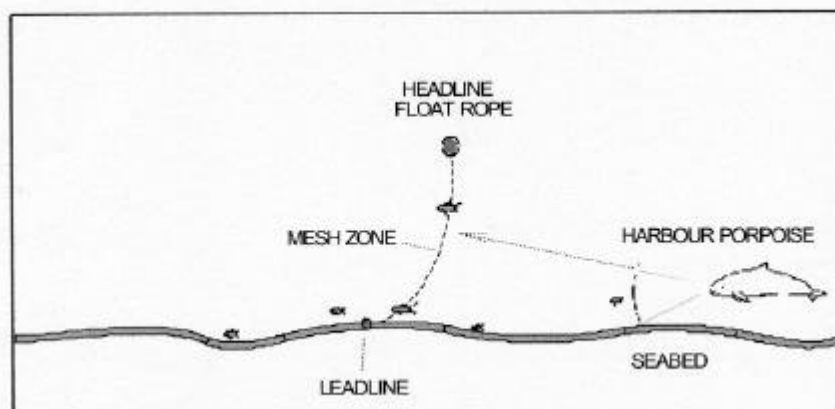 HEADLINE
FLOAT ROPE
MESH ZONE
HARBOUR PORPOISE
LEADLINE
SEABED